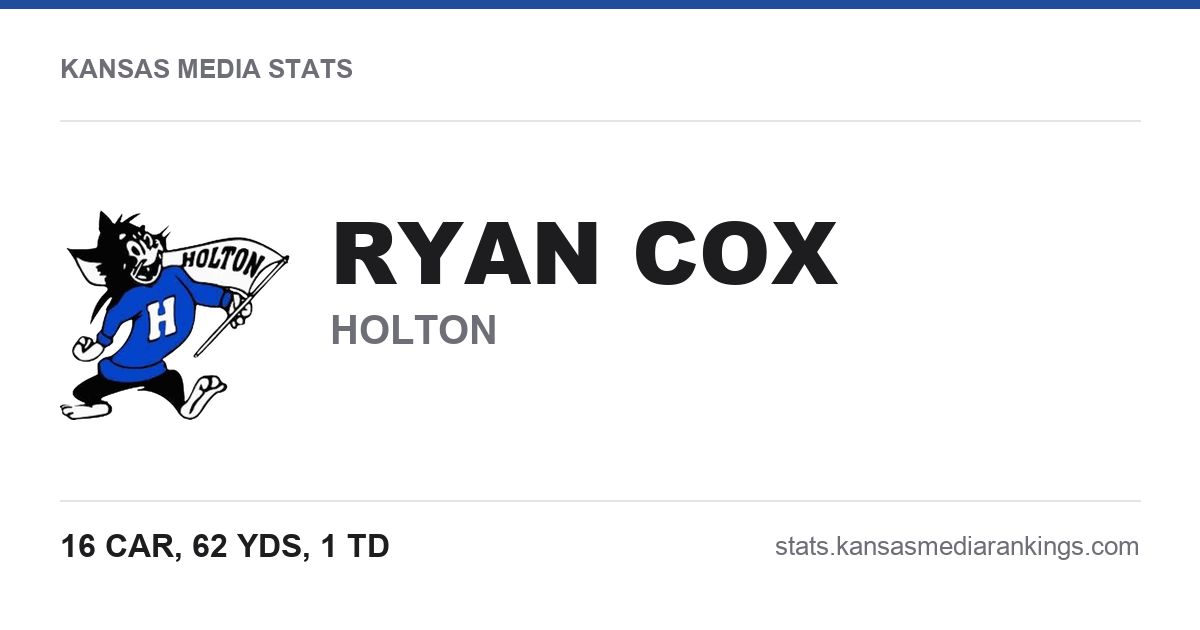 KANSAS MEDIA STATS
HOLTON
H
RYAN COX
HOLTON
16 CAR, 62 YDS, 1 TD
stats.kansasmediarankings.com